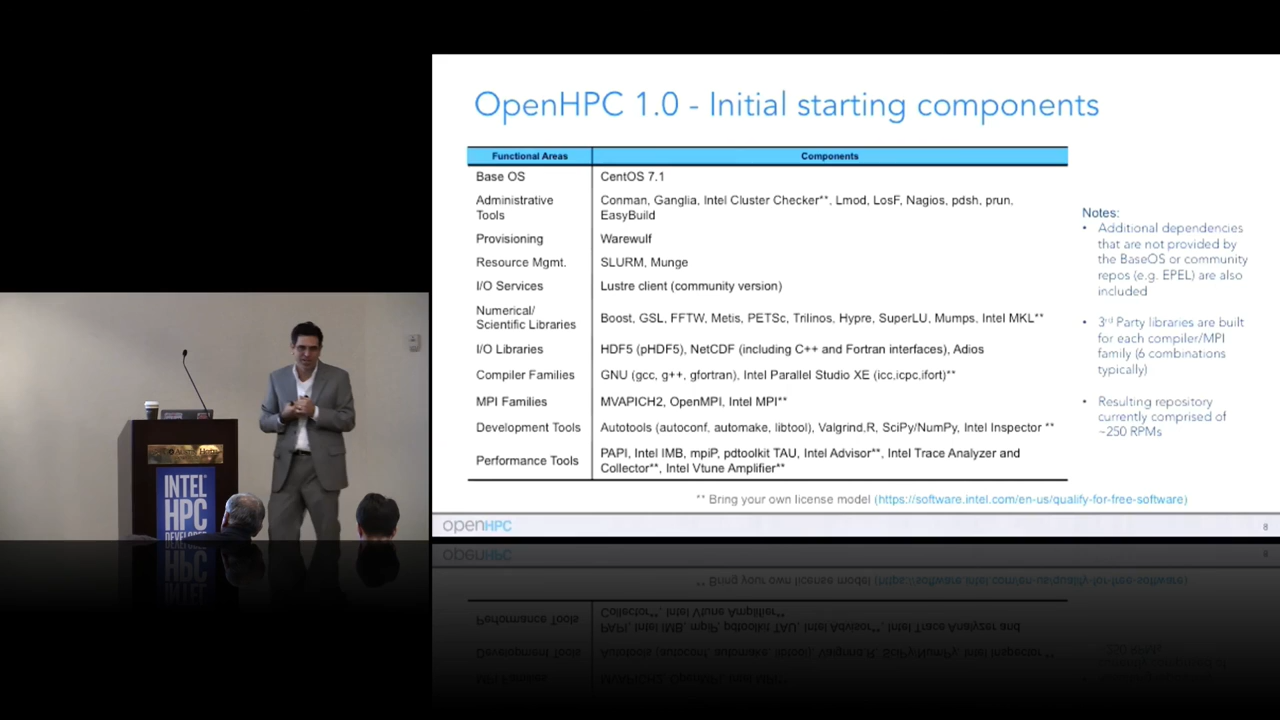 OpenHPC 1.0 - Initial starting components
Functional Areas Components
Base OS CentOS 7.1
Administrative Tools Conman, Ganglia, Intel Cluster Checker**, Lmod, LosF, Nagios, pdsh, prun,
EasyBuild
Provisioning Warewulf
Resource Mgmt. SLURM, Munge
I/O Services Lustre client (community version)
Numerical/
Scientific Libraries Boost, GSL, FFTW, Metis, PETSc, Trilinos, Hypre, SuperLU, Mumps, Intel MKL**
I/O Libraries HDF5 (pHDF5), NetCDF (including C++ and Fortran interfaces), Adios
Compiler Families GNU (gcc, g++, gfortran), Intel Parallel Studio XE (icc,icpc,ifort)**
MPI Families MVAPICH2, OpenMPI, Intel MPI**
Development Tools Autotools (autoconf, automake, libtool), Valgrind,R, SciPy/NumPy, Intel Inspector **
Performance Tools PAPI, Intel IMB, mpiP, pdtoolkit TAU, Intel Advisor**, Intel Trace Analyzer and
Collector**, Intel Vtune Amplifier**
Notes:
• Additional dependencies
that are not provided by
the BaseOS or community
repos (e.g. EPEL) are also
included
• 3rd Party libraries are built
for each compiler/MPI
family (6 combinations
typically)
• Resulting repository
currently comprised of
~250 RPMs
** Bring your own license model (https://software.intel.com/en-us/qualify-for-free-software)
openHPC 8
INTEL
HPC
DEVELOPER